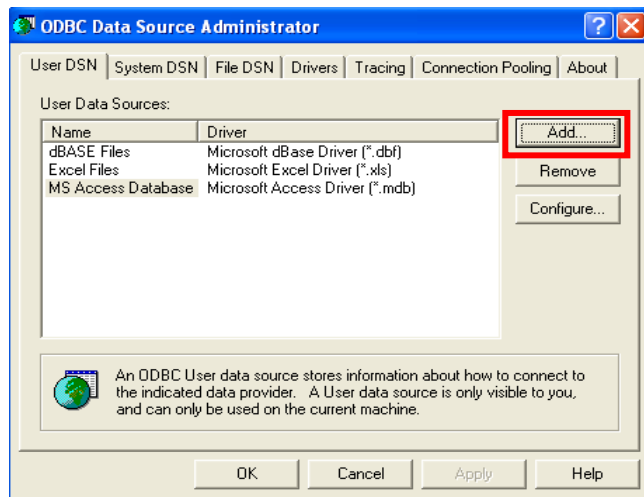 ODBC Data Source Administrator
User DSN System DSN File DSN Drivers Tracing Connection Pooling About
User Data Sources:
Name Driver
dBASE Files Microsoft dBase Driver (*.dbf)
Excel Files Microsoft Excel Driver (*.xls)
MS Access Database Microsoft Access Driver (*.mdb)
Add...
Remove
Configure...
An ODBC User data source stores information about how to connect to
the indicated data provider. A User data source is only visible to you,
and can only be used on the current machine.
OK Cancel Apply Help